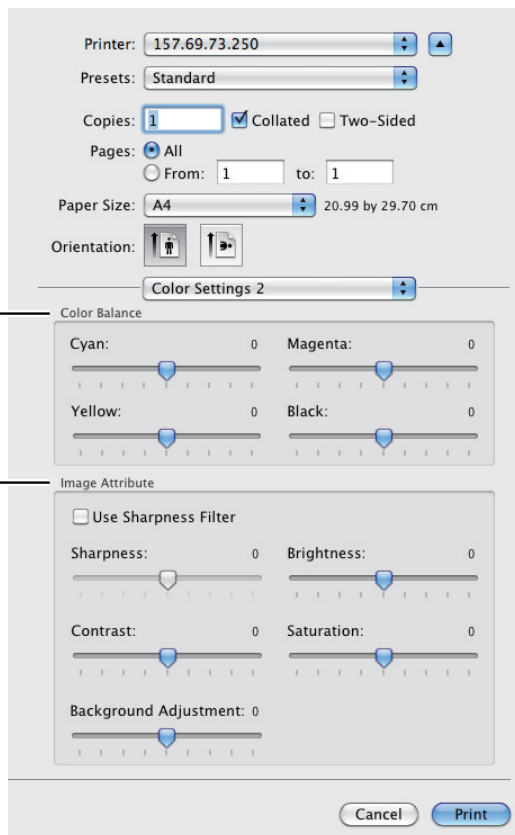 Printer: 157.69.73.250
Presets: Standard
Copies: 1 Collated Two-Sided
Pages: All
From: 1 to: 1
Paper Size: A4 20.99 by 29.70 cm
Orientation:
Color Settings 2
Color Balance
Cyan: 0 Magenta: 0
Yellow: 0 Black: 0
Image Attribute
Use Sharpness Filter
Sharpness: 0 Brightness: 0
Contrast: 0 Saturation: 0
Background Adjustment: 0
Cancel Print